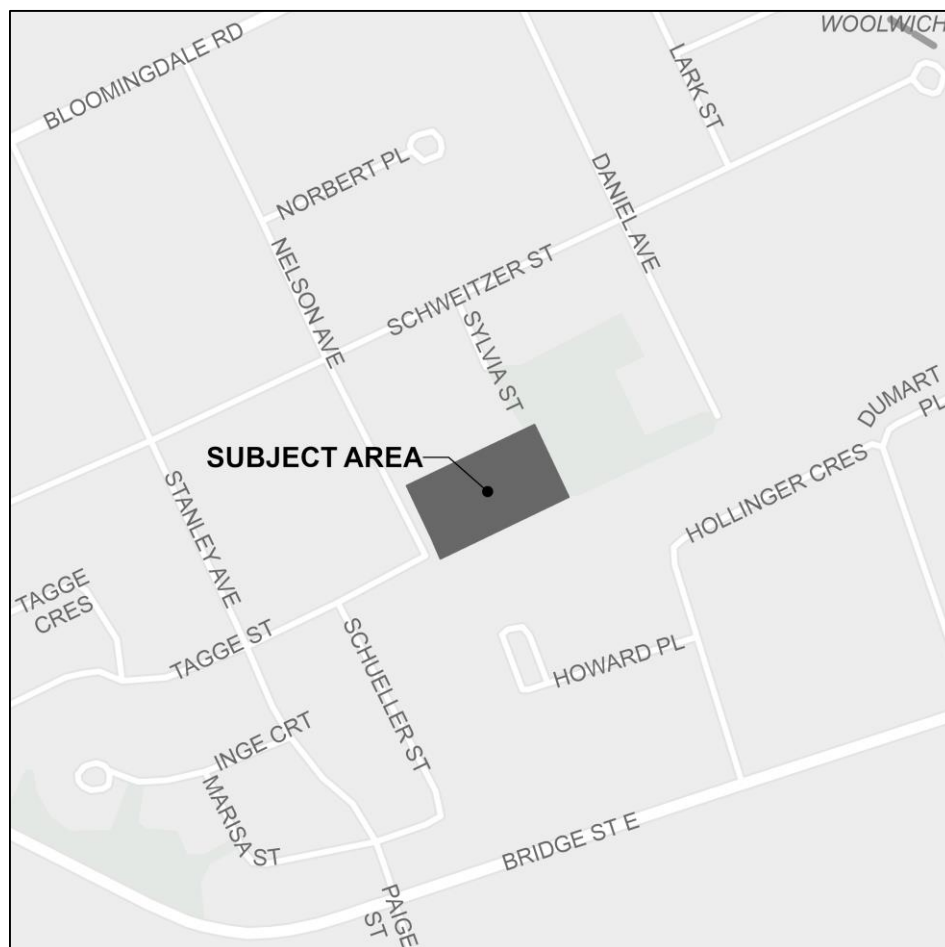 WOOLWICH
BLOOMINGDALE RD
LARK ST
NORBERT PL
DANIEL AVE
NELSON AVE
SCHWEITZER ST
SYLVIA ST
DUMART
PL
SUBJECT AREA
HOLLINGER CRES
STANLEY AVE
TAGGE
CRES
TAGGE ST
SCHUELLER ST
HOWARD PL
INGE CRT
MARISA ST
BRIDGE ST E
PAIGE
ST